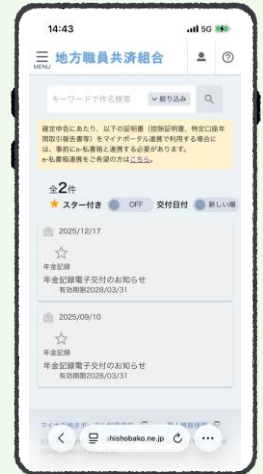 14:43
5G
MENU
地方職員共済組合
キーワードで件名検索
絞り込み
確定申告にあたり、以下の証明書（控除証明書、特定口座年
間取引報告書等）をマイナポータル連携で利用する場合に
は、事前にe-私書箱と連携する必要があります。
e-私書箱連携をご希望の方はこちら。
全2件
スター付き OFF 交付日付 新しい順
2025/12/17
年金記録
年金記録電子交付のお知らせ
有効期限2028/03/31
2025/09/10
年金記録
年金記録電子交付のお知らせ
有効期限2028/03/31
shishobako.ne.jp